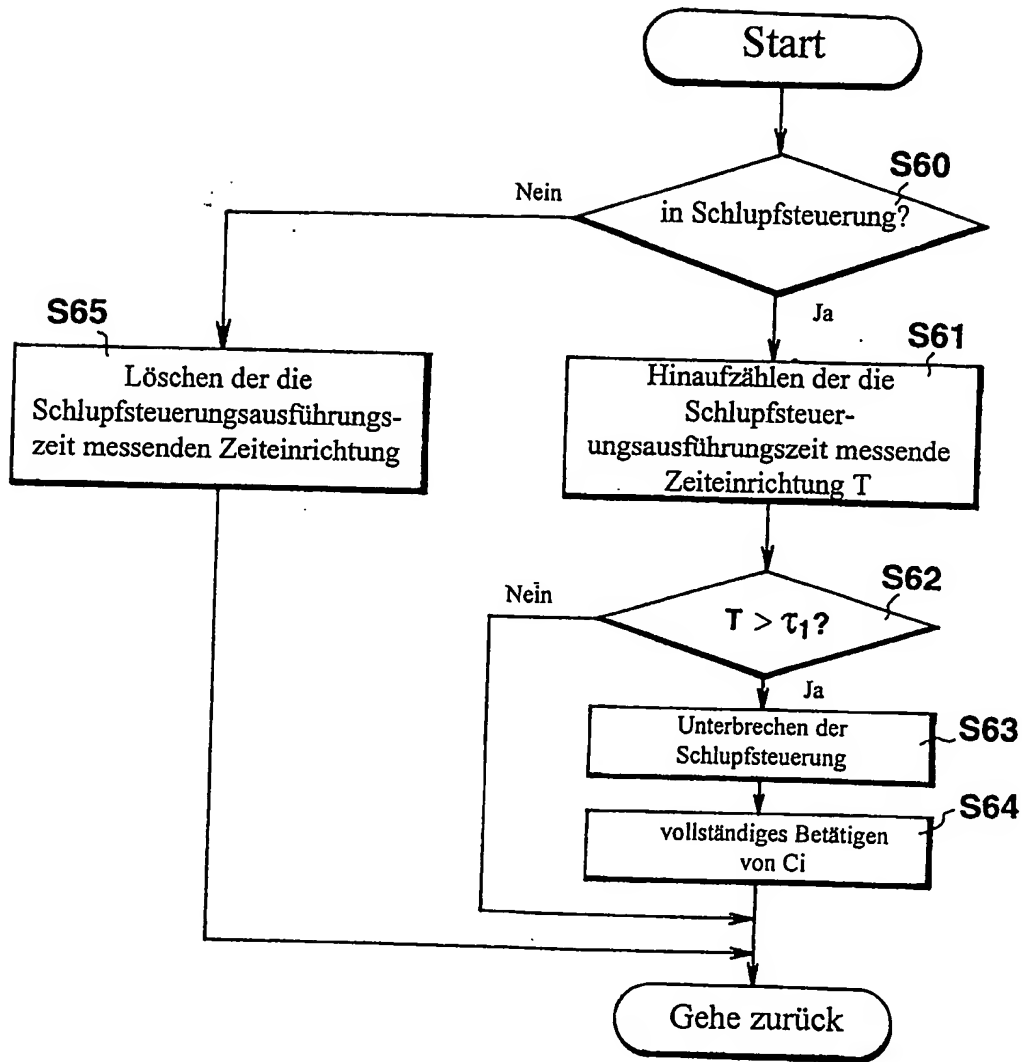 Start
S60
Nein
in Schlupfsteuerung?
Ja
S65
Löschen der die
Schlupfsteuerungsausführungs-
zeit messenden Zeiteinrichtung
S61
Hinaufzählen der die
Schlupfsteuer-
ungsausführungszeit messende
Zeiteinrichtung T
S62
Nein
T > τ1?
Ja
S63
Unterbrechen der
Schlupfsteuerung
S64
vollständiges Betätigen
von Ci
Gehe zurück